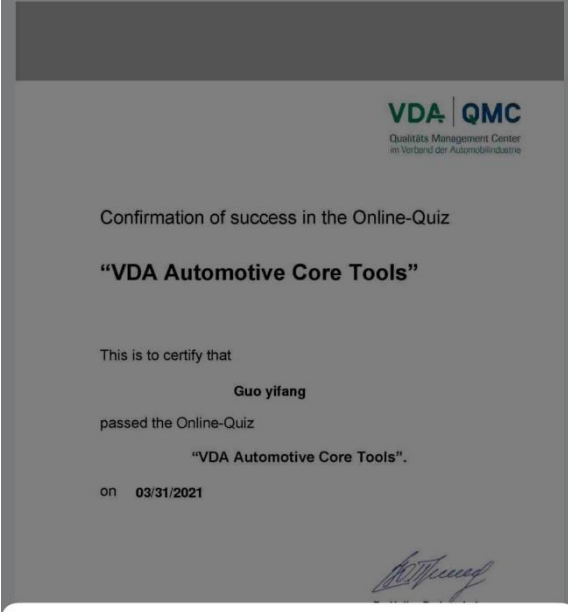 VDA QMC
Qualitäts Management Center
im Verband der Automobilindustrie
Confirmation of success in the Online-Quiz
“VDA Automotive Core Tools”
This is to certify that
Guo yifang
passed the Online-Quiz
“VDA Automotive Core Tools”.
on 03/31/2021